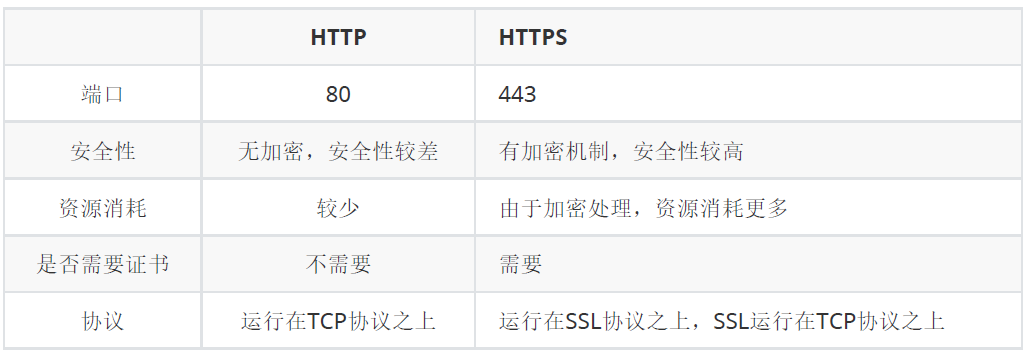 HTTP HTTPS
端口 80 443
安全性 无加密，安全性较差 有加密机制，安全性较高
资源消耗 较少 由于加密处理，资源消耗更多
是否需要证书 不需要 需要
协议 运行在TCP协议之上 运行在SSL协议之上，SSL运行在TCP协议之上